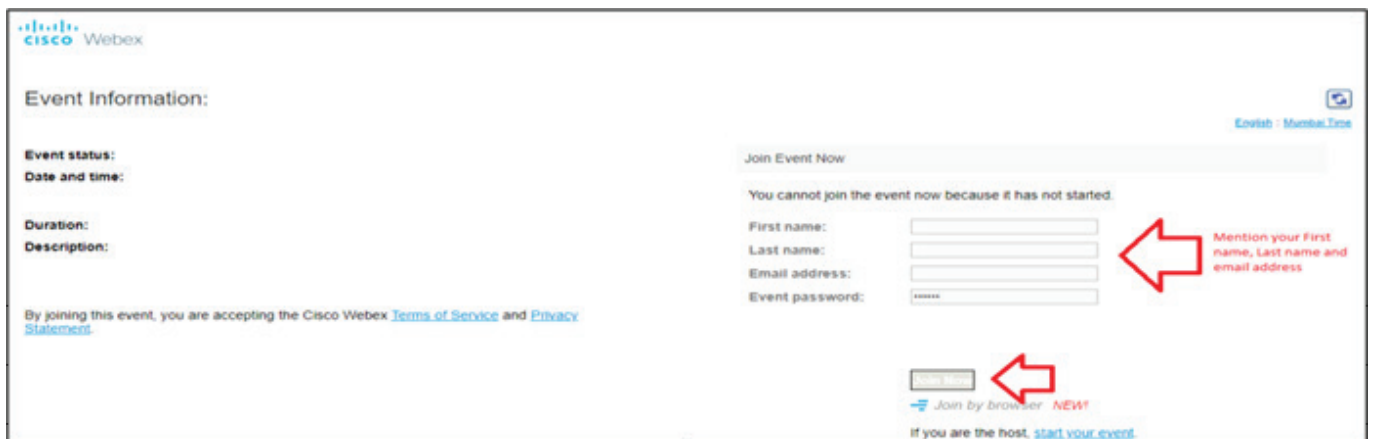 CISCO Webex
Event Information:
English : Mumbai Time
Event status:
Date and time:
Duration:
Description:
By joining this event, you are accepting the Cisco Webex Terms of Service and Privacy
Statement.
Join Event Now
You cannot join the event now because it has not started.
First name:
Last name:
Email address:
Event password:
••••••
Mention your First
name, Last name and
email address
Join Now
Join by browser NEW!
If you are the host, start your event.